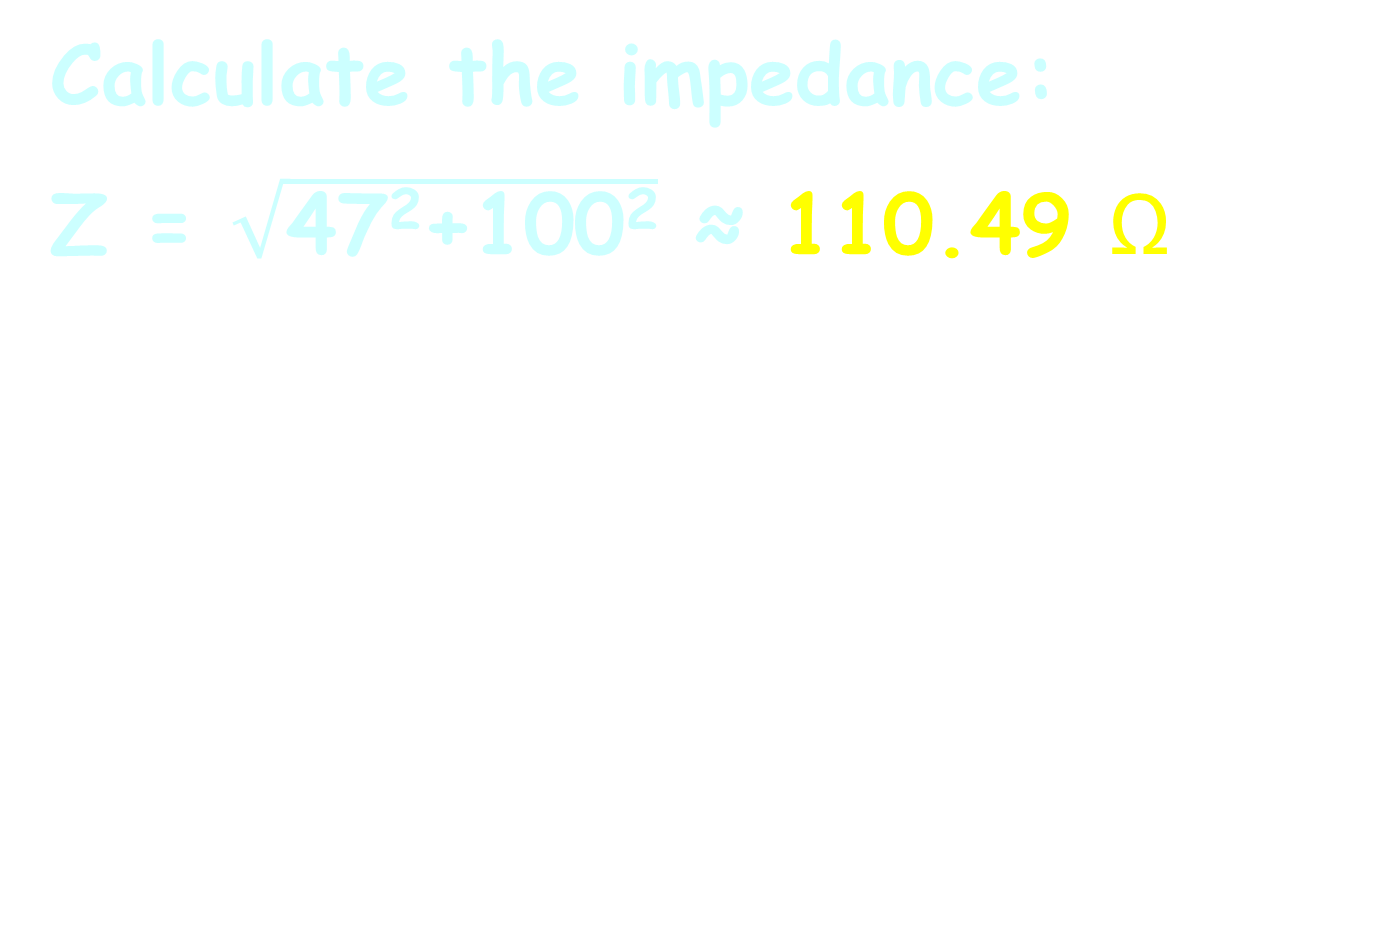 Calculate the impedance:
Z = √47²+100² ≈ 110.49 Ω